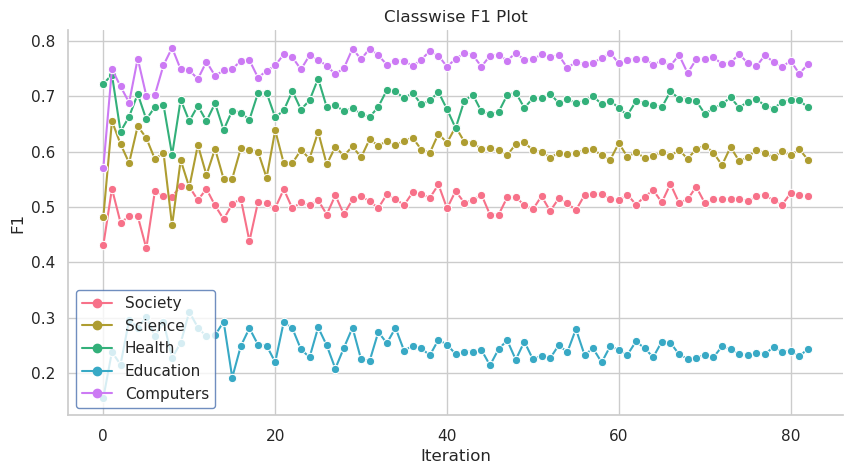 Classwise F1 Plot
F1
0.8
0.7
0.6
0.5
0.4
0.3
0.2
Society
Science
Health
Education
Computers
0 20 40 60 80
Iteration